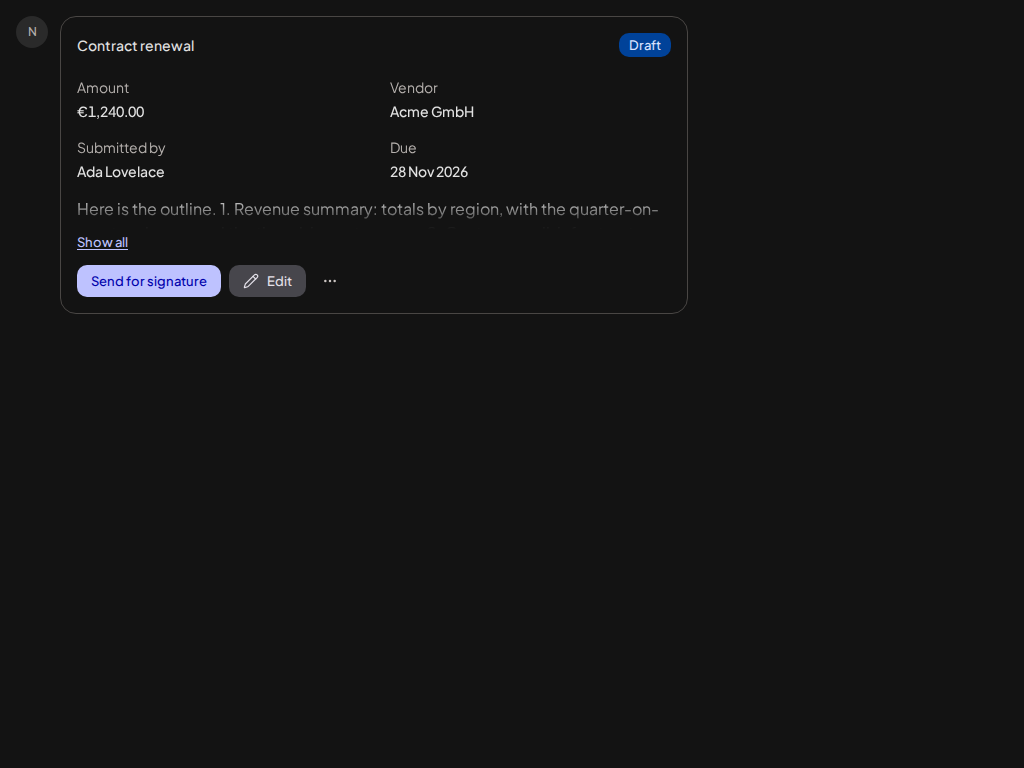 N
Contract renewal
Draft
Amount
Vendor
€1,240.00
Acme GmbH
Submitted by
Due
Ada Lovelace
28 Nov 2026
Here is the outline. 1. Revenue summary: totals by region, with the quarter-on-
Show all
Send for signature
Edit